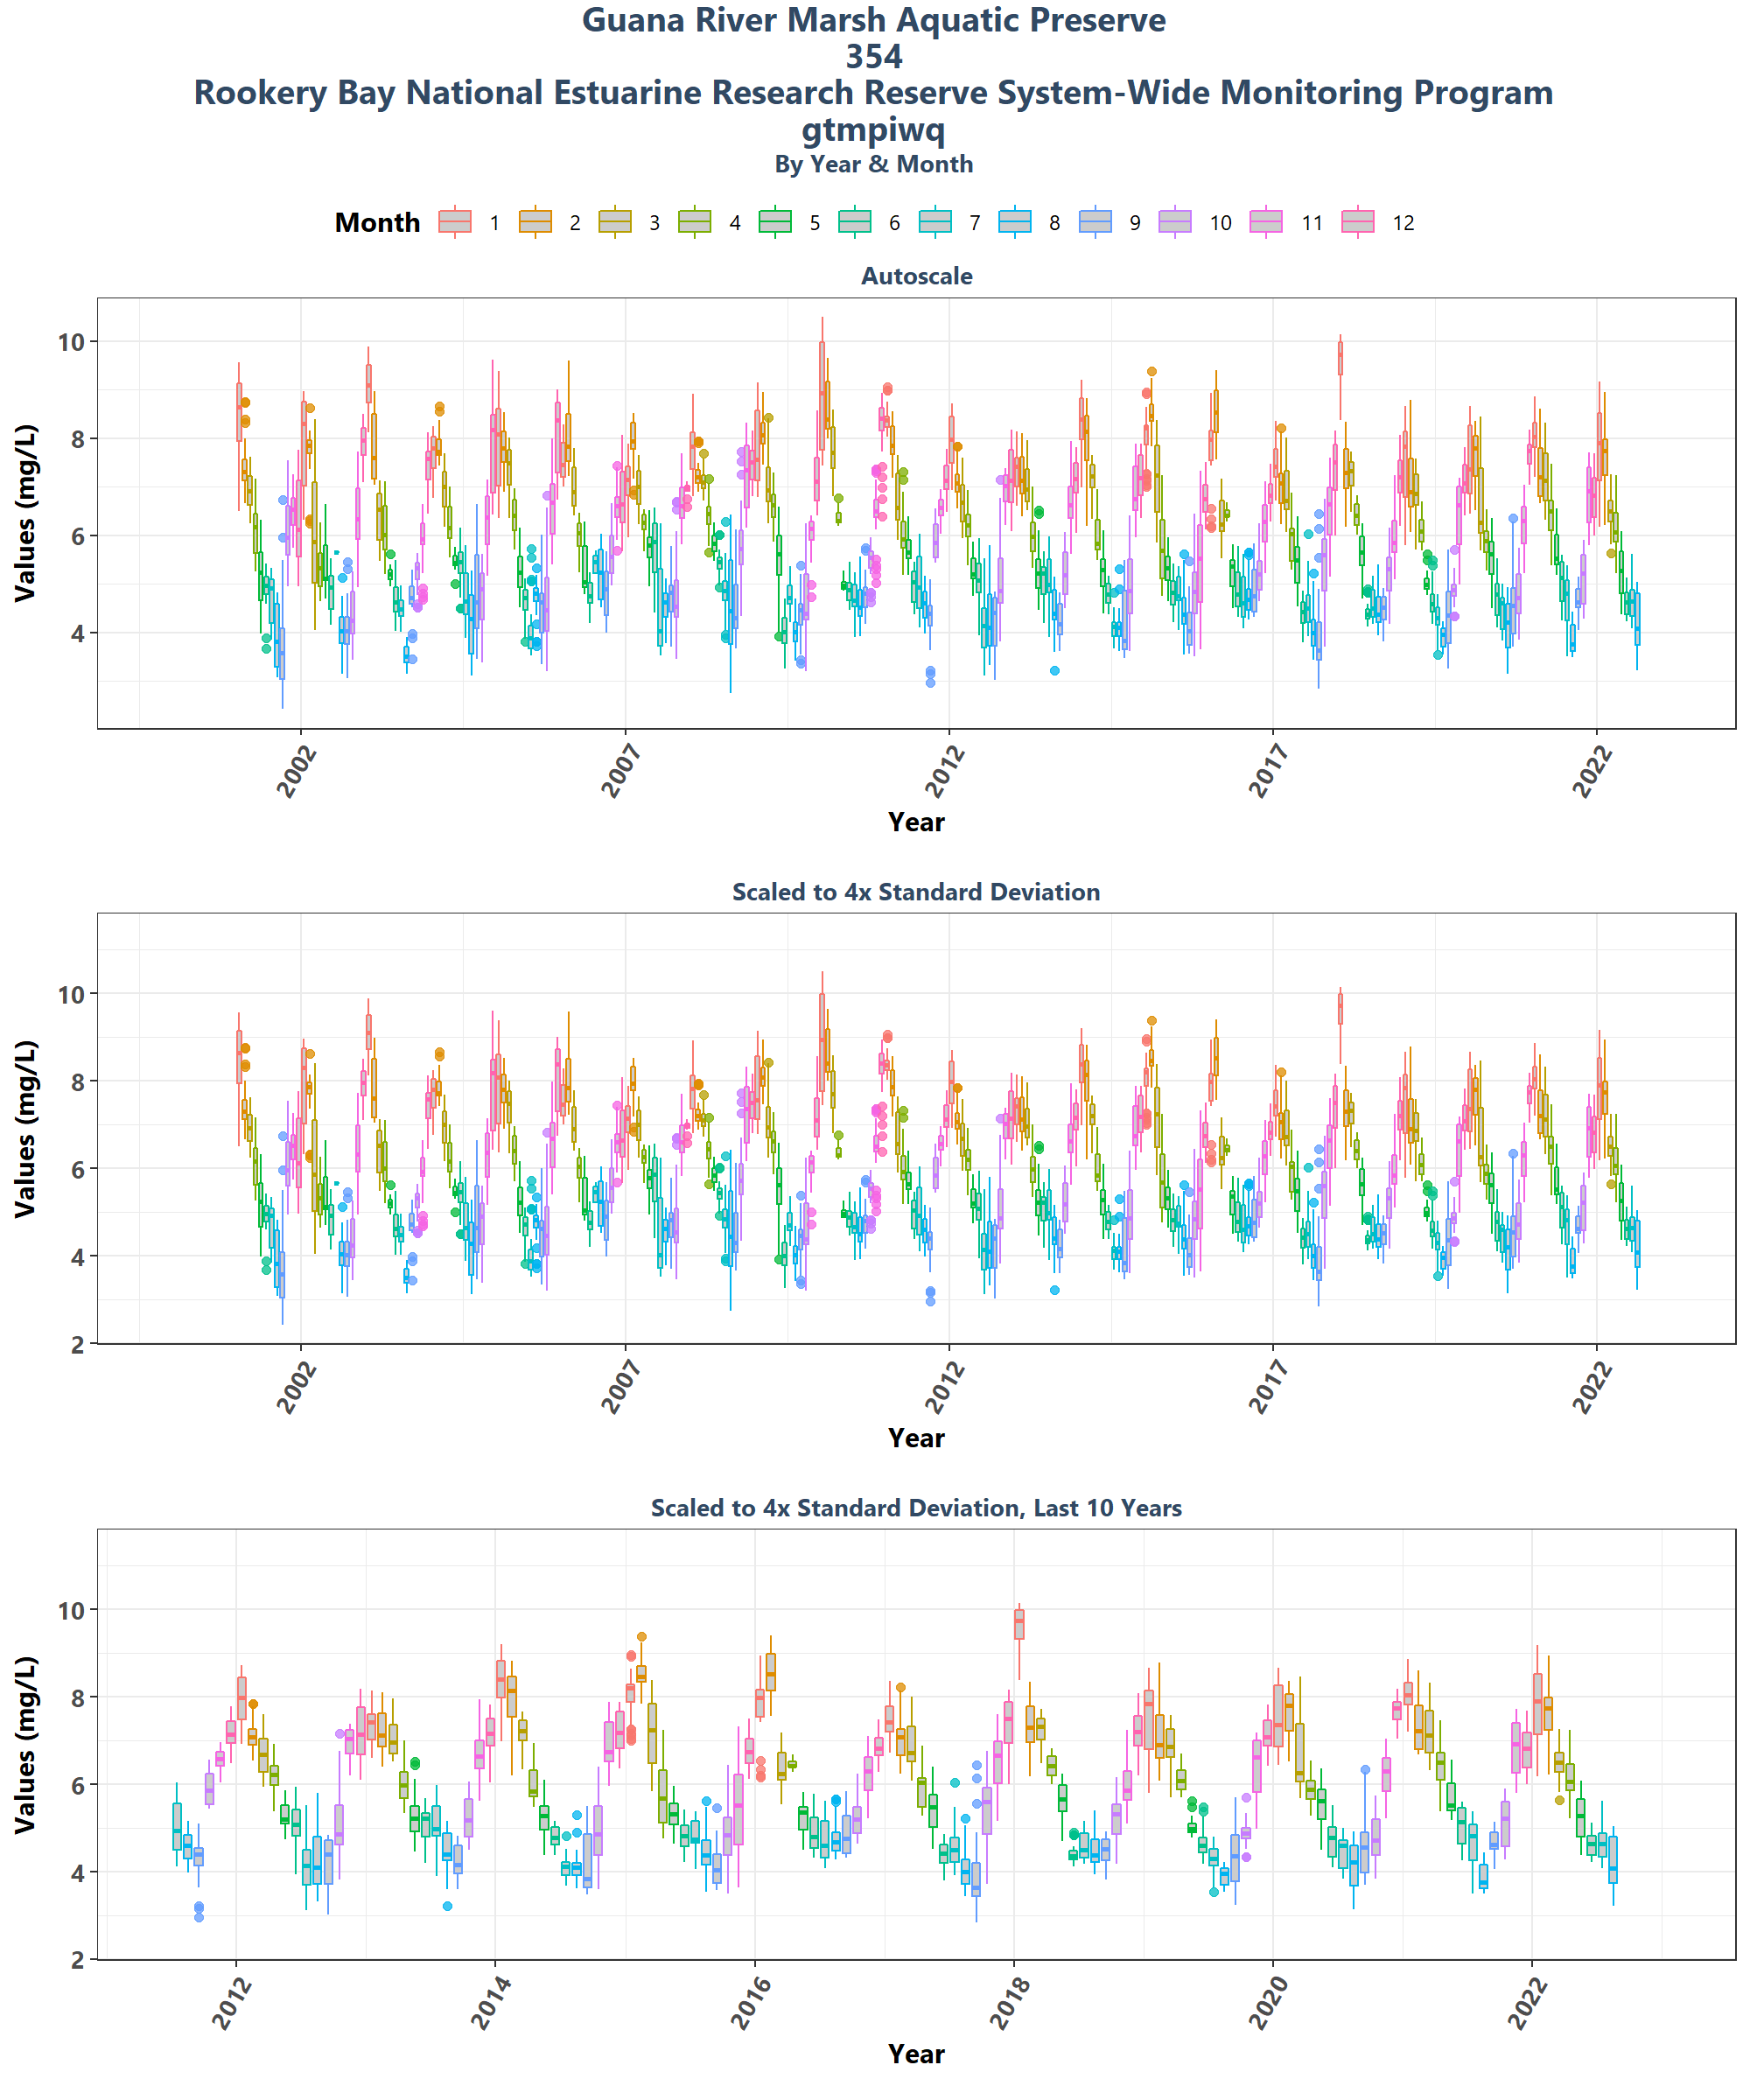 Guana River Marsh Aquatic Preserve
354
Rookery Bay National Estuarine Research Reserve System-Wide Monitoring Program
gtmpiwq
By Year & Month
Month 1 2 3 4 5 6 7 8 9 10 11 12
Autoscale
Values (mg/L)
10
8
6
4
2002 2007 2012 2017 2022
Year
Scaled to 4x Standard Deviation
Values (mg/L)
10
8
6
4
2
2002 2007 2012 2017 2022
Year
Scaled to 4x Standard Deviation, Last 10 Years
Values (mg/L)
10
8
6
4
2
2012 2014 2016 2018 2020 2022
Year